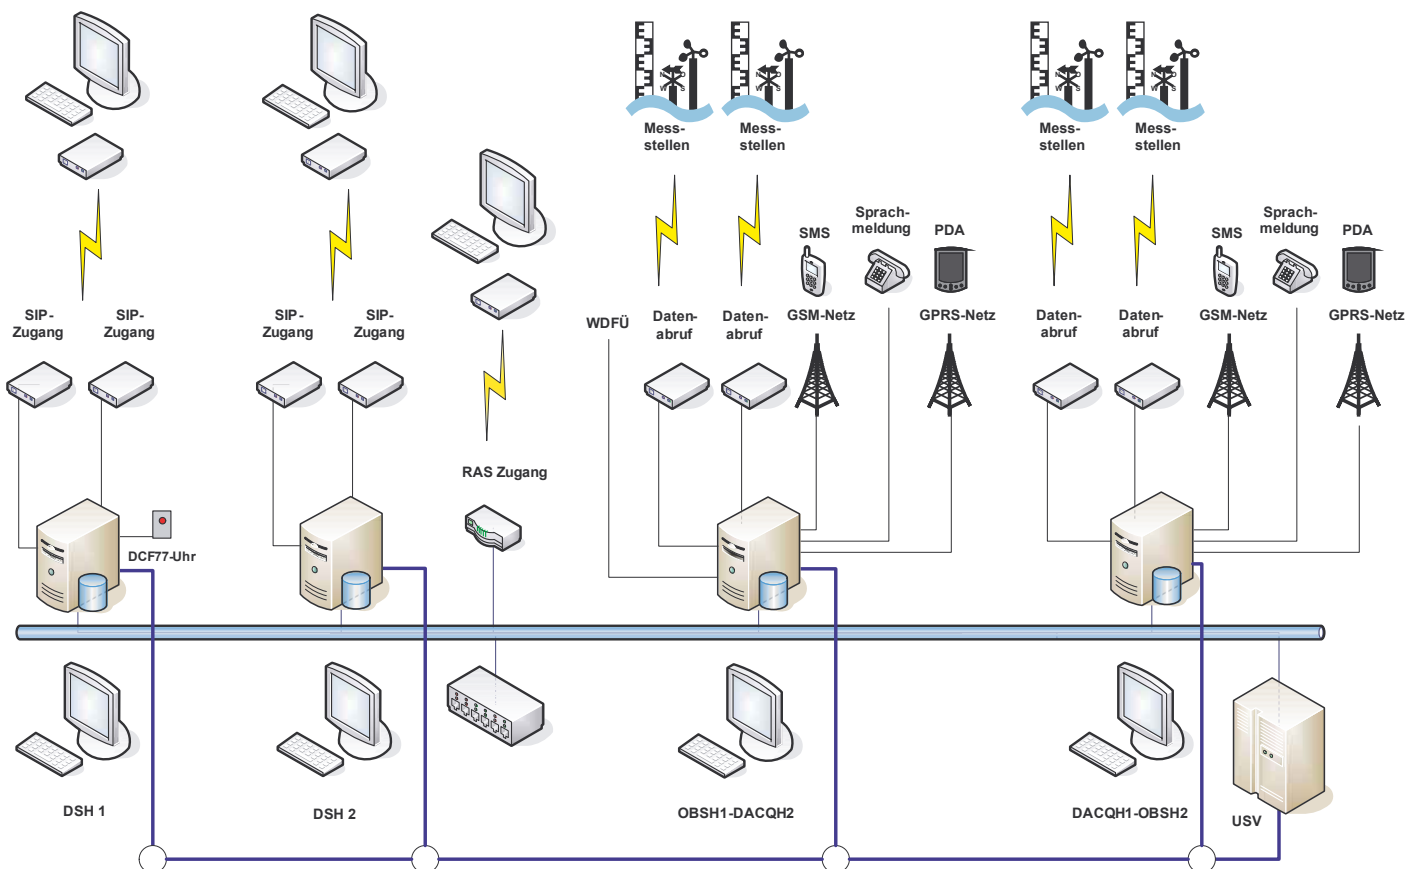 Mess-
stellen
Mess-
stellen
Mess-
stellen
Mess-
stellen
SMS
Sprach-
meldung
PDA
SMS
Sprach-
meldung
PDA
SIP-
Zugang
SIP-
Zugang
SIP-
Zugang
SIP-
Zugang
WDFÜ
Daten-
abruf
Daten-
abruf
GSM-Netz
GPRS-Netz
Daten-
abruf
Daten-
abruf
GSM-Netz
GPRS-Netz
RAS Zugang
DCF77-Uhr
DSH 1
DSH 2
OBSH1-DACQH2
DACQH1-OBSH2
USV